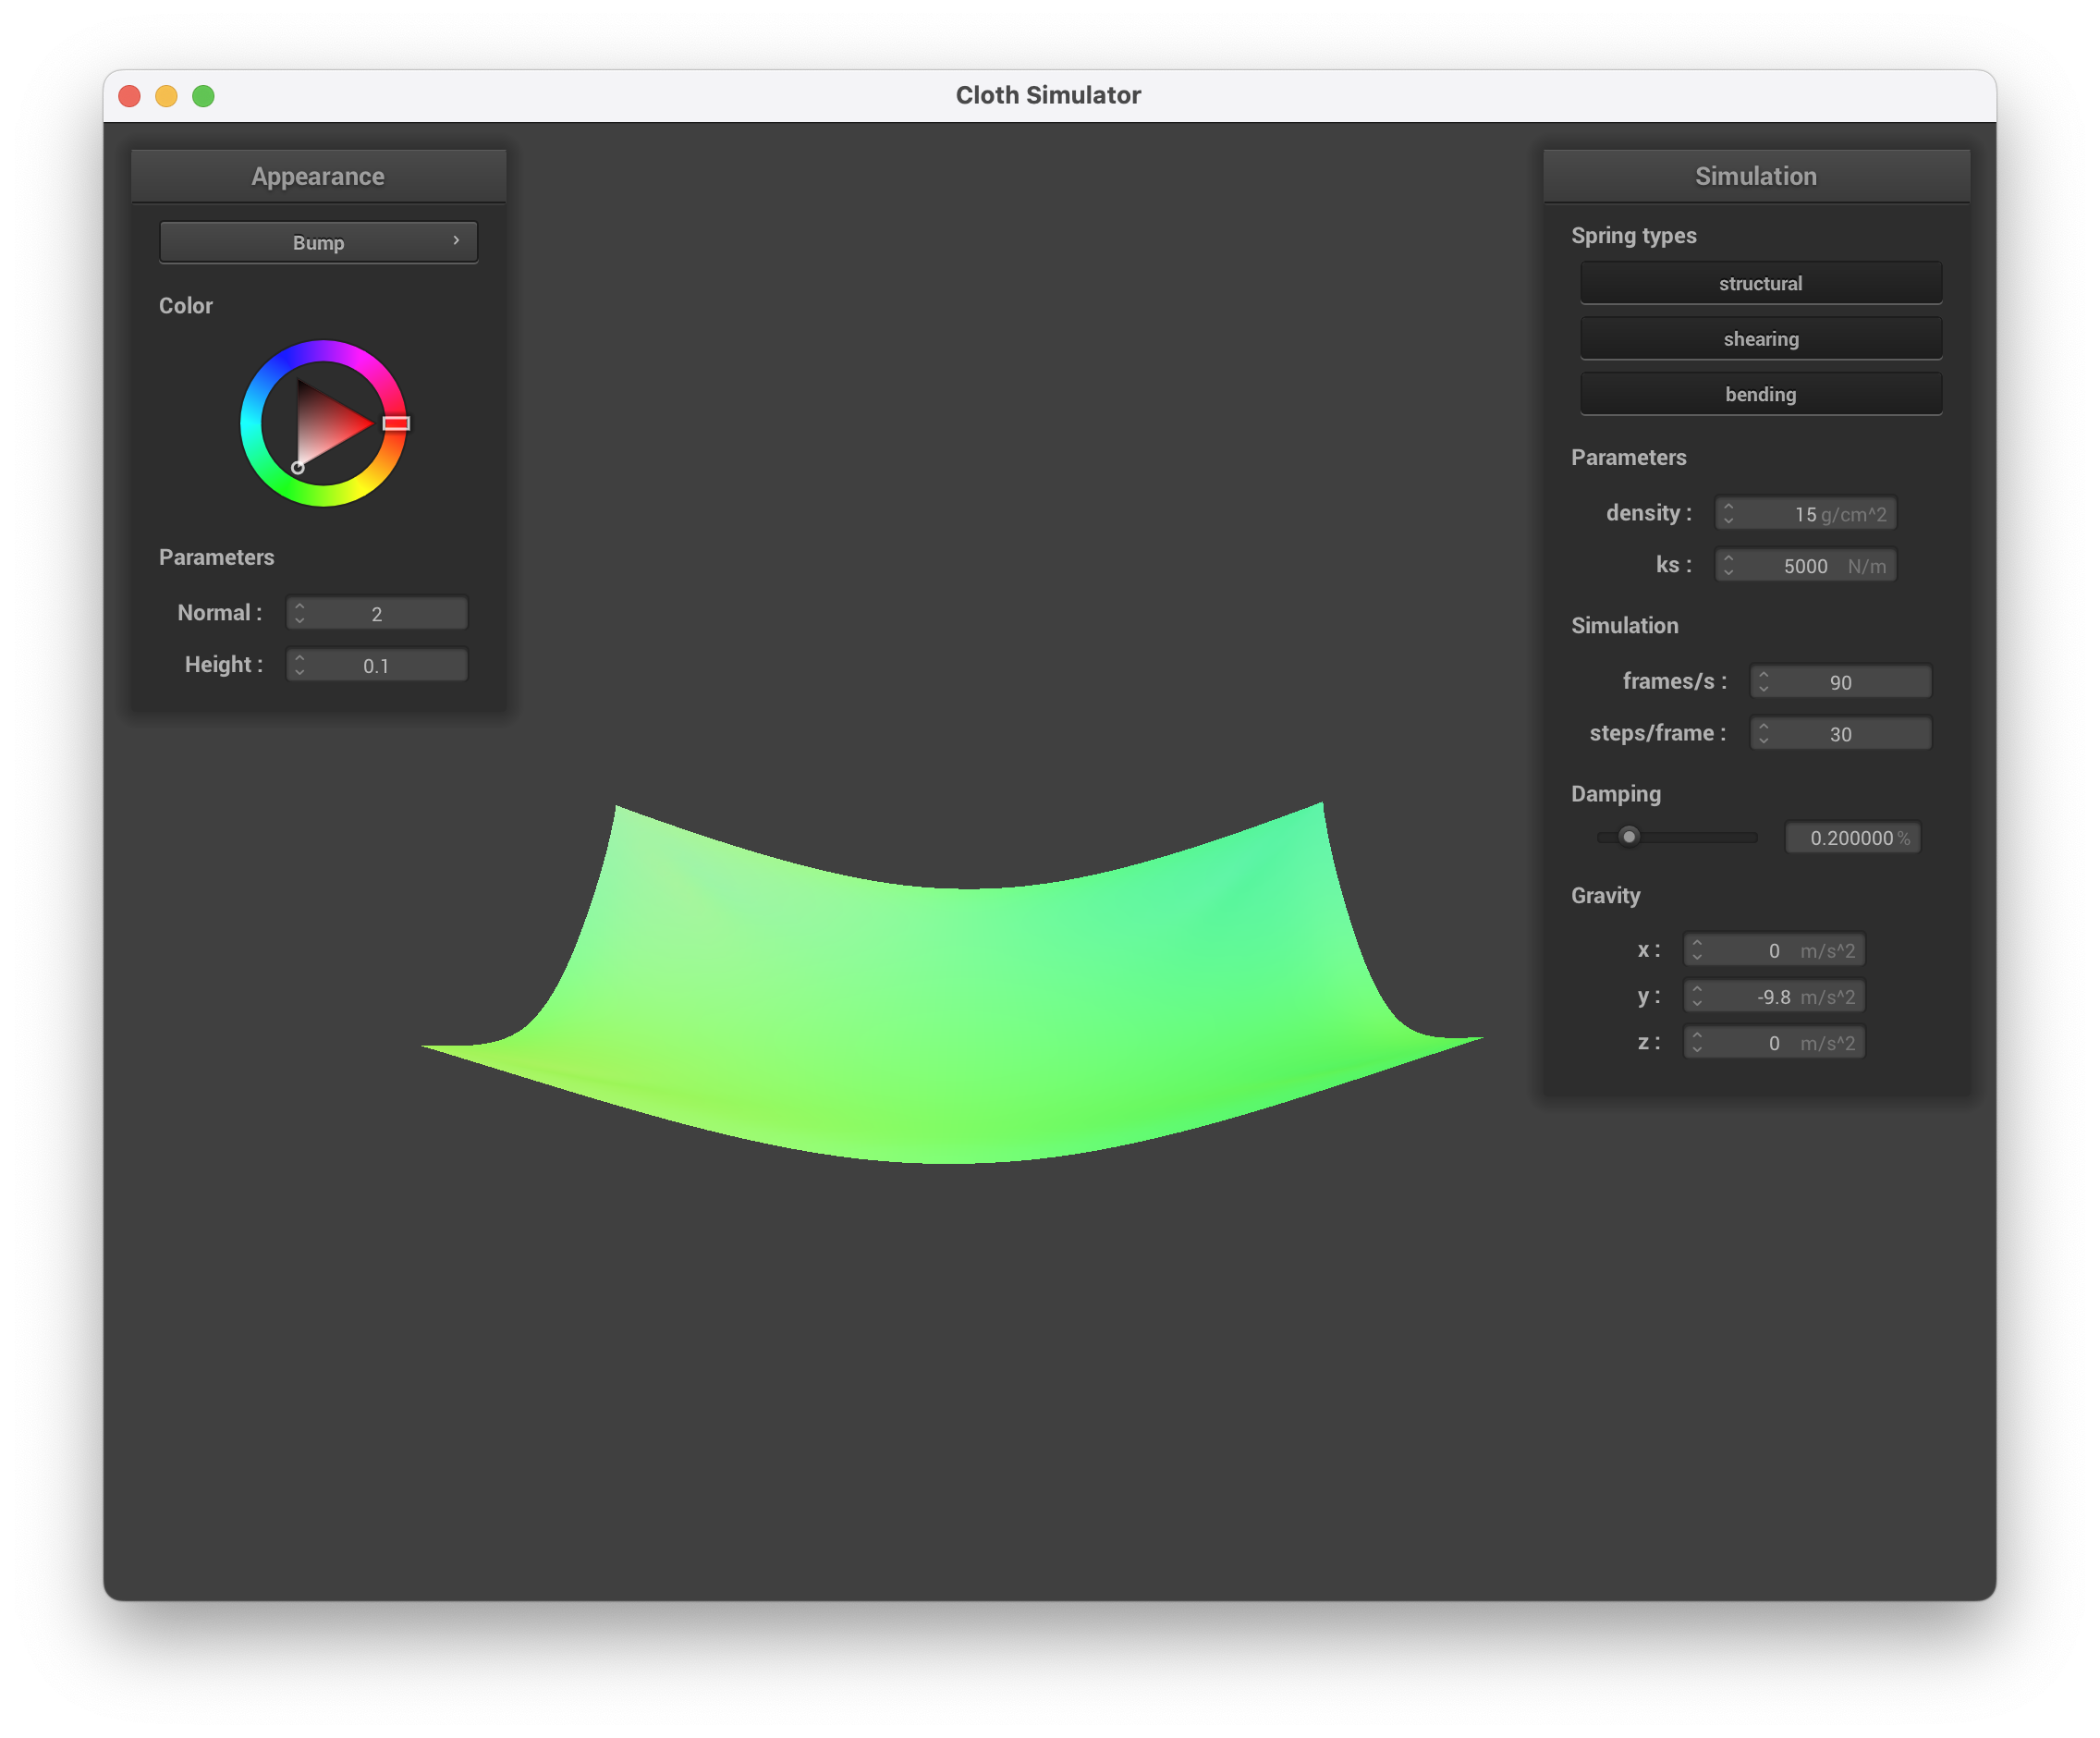 Cloth Simulator
Appearance
Bump
Color
Parameters
Normal : 2
Height : 0.1
Simulation
Spring types
structural
shearing
bending
Parameters
density : 15 g/cm^2
ks : 5000 N/m
Simulation
frames/s : 90
steps/frame : 30
Damping
0.200000 %
Gravity
x : 0 m/s^2
y : -9.8 m/s^2
z : 0 m/s^2